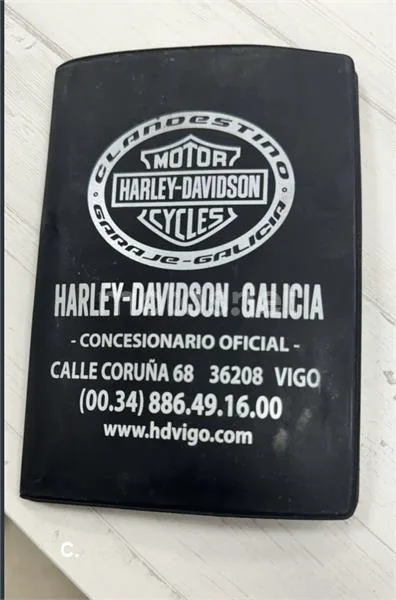 CLANDESTINO
MOTOR
HARLEY-DAVIDSON
CYCLES
GARAJE-GALICIA
HARLEY-DAVIDSON GALICIA
- CONCESIONARIO OFICIAL -
CALLE CORUÑA 68 36208 VIGO
(00.34) 886.49.16.00
www.hdvigo.com
C.